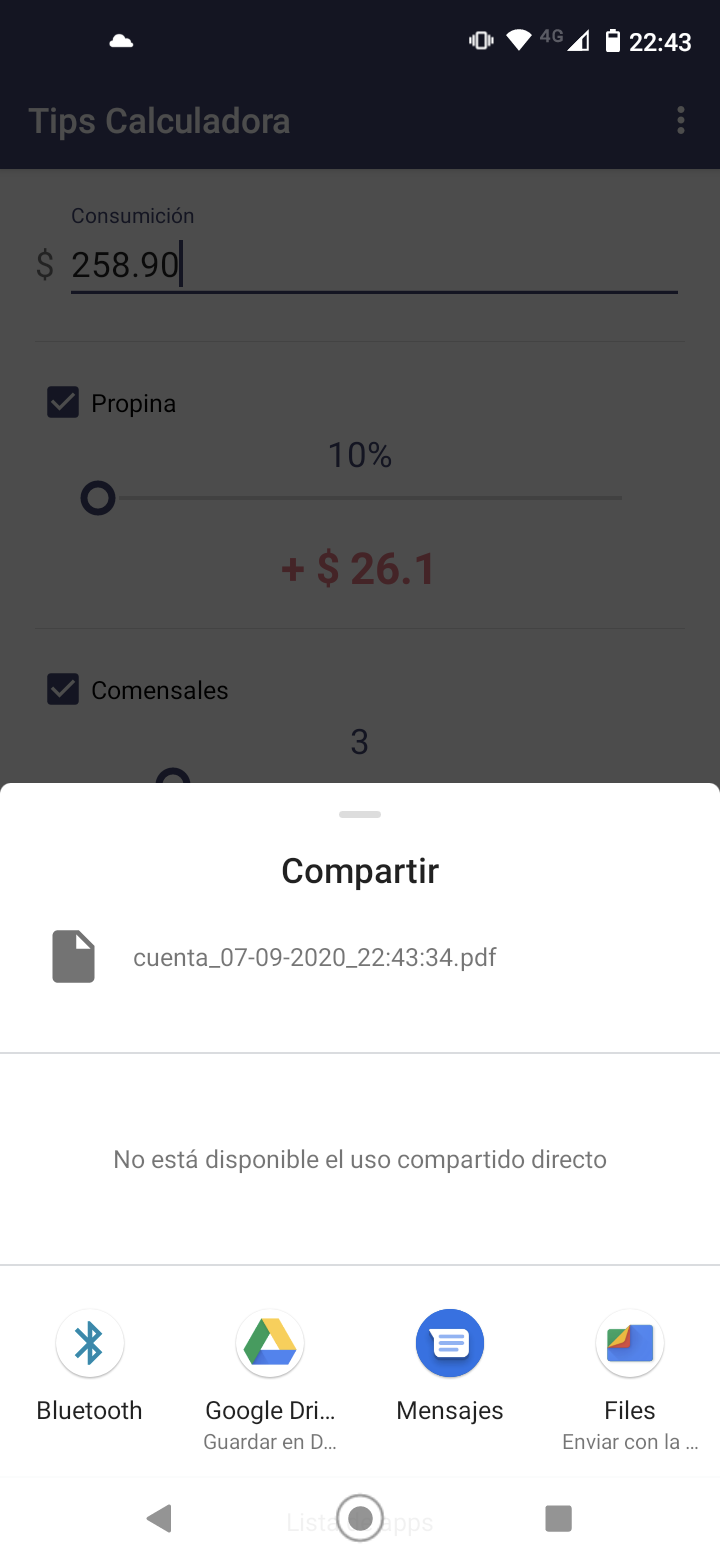 4G 22:43
Tips Calculadora
Consumición
$ 258.90
Propina
10%
+ $ 26.1
Comensales
3
Compartir
cuenta_07-09-2020_22:43:34.pdf
No está disponible el uso compartido directo
Bluetooth Google Dri... Mensajes Files
Guardar en D... Enviar con la ...
Lista de apps